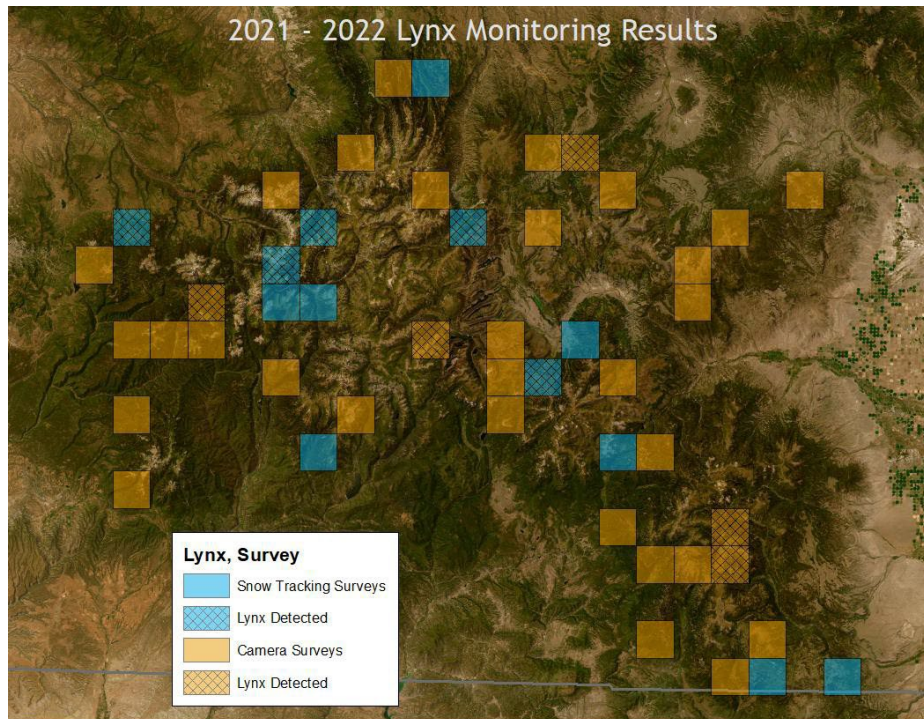 2021 - 2022 Lynx Monitoring Results
Lynx, Survey
Snow Tracking Surveys
Lynx Detected
Camera Surveys
Lynx Detected